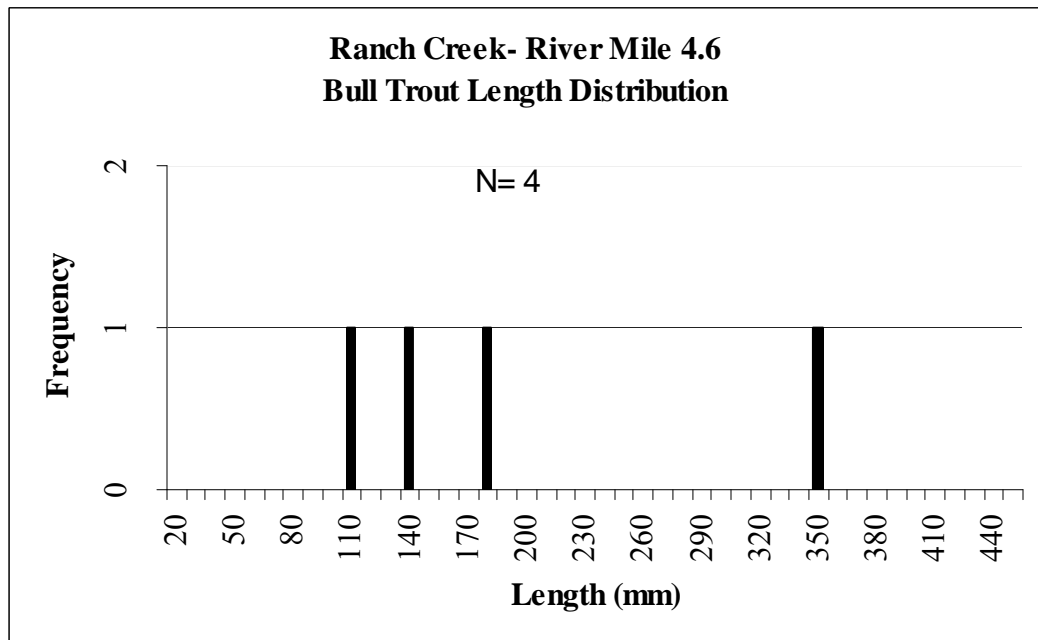 Ranch Creek- River Mile 4.6
Bull Trout Length Distribution
N= 4
Frequency
2
1
0
20 50 80 110 140 170 200 230 260 290 320 350 380 410 440
Length (mm)